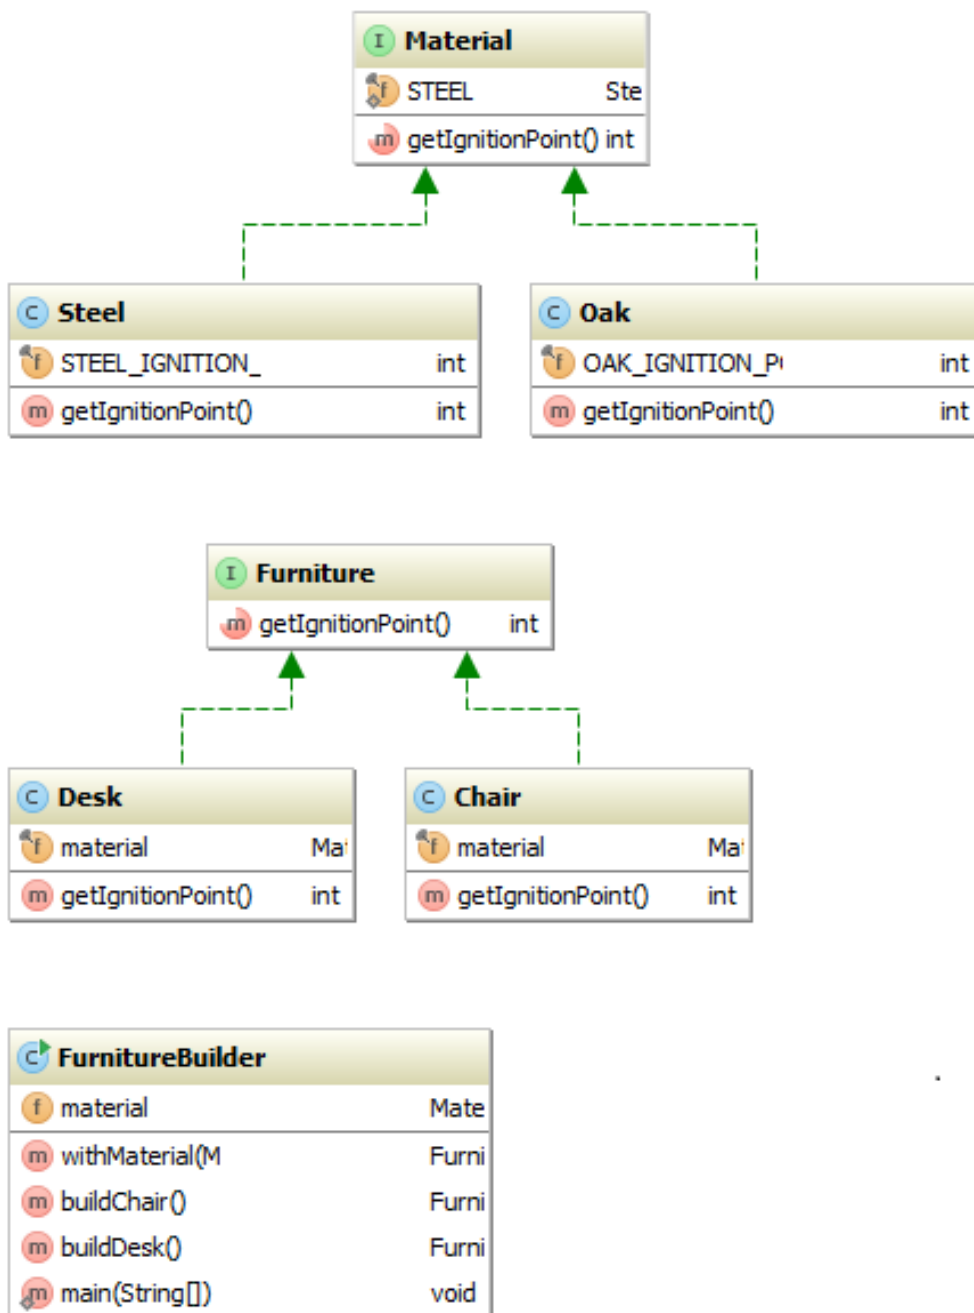 I Material
f STEEL Ste
m getIgnitionPoint() int
C Steel
f STEEL_IGNITION_ int
m getIgnitionPoint() int
C Oak
f OAK_IGNITION_P int
m getIgnitionPoint() int
I Furniture
m getIgnitionPoint() int
C Desk
f material Mat
m getIgnitionPoint() int
C Chair
f material Mat
m getIgnitionPoint() int
C FurnitureBuilder
f material Mate
m withMaterial(M Furni
m buildChair() Furni
m buildDesk() Furni
m main(String[]) void